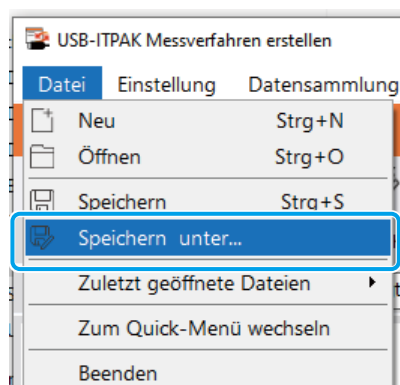 USB-ITPAK Messverfahren erstellen
Datei Einstellung Datensammlung
Neu Strg+N
Öffnen Strg+O
Speichern Strg+S
Speichern unter...
Zuletzt geöffnete Dateien
Zum Quick-Menü wechseln
Beenden